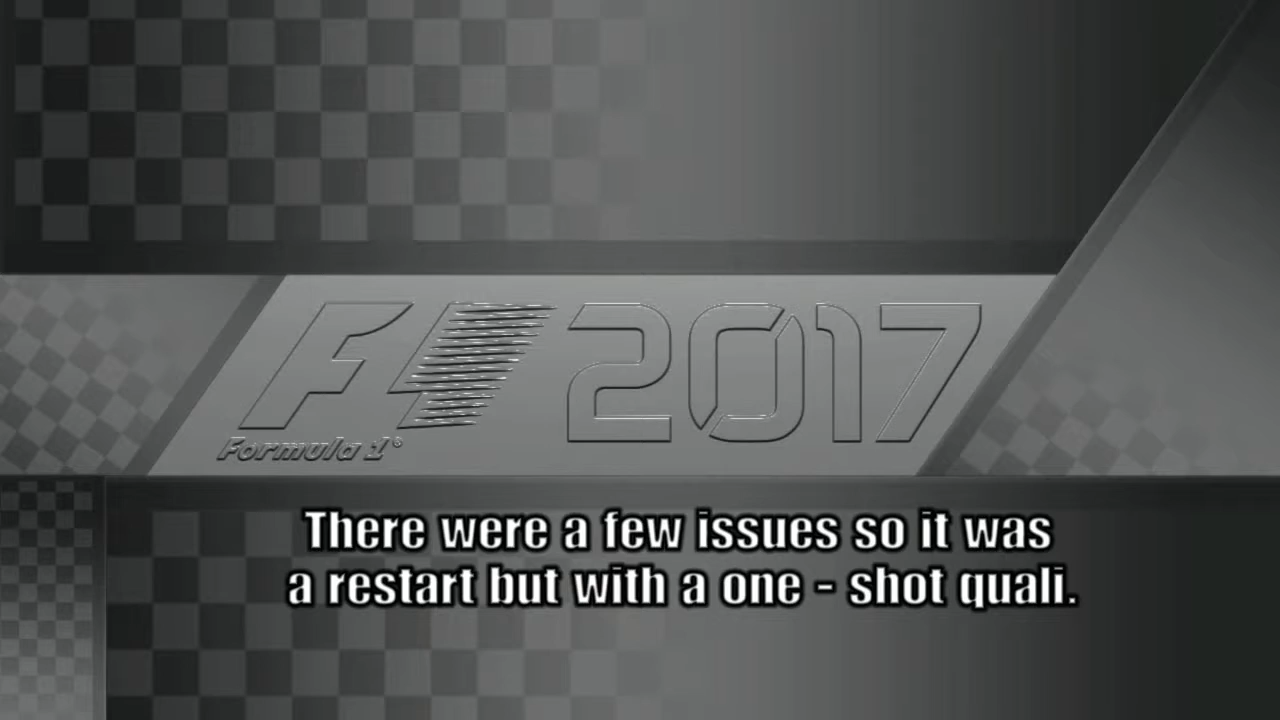 F1 2017
Formula 1®
There were a few issues so it was
a restart but with a one - shot quali.